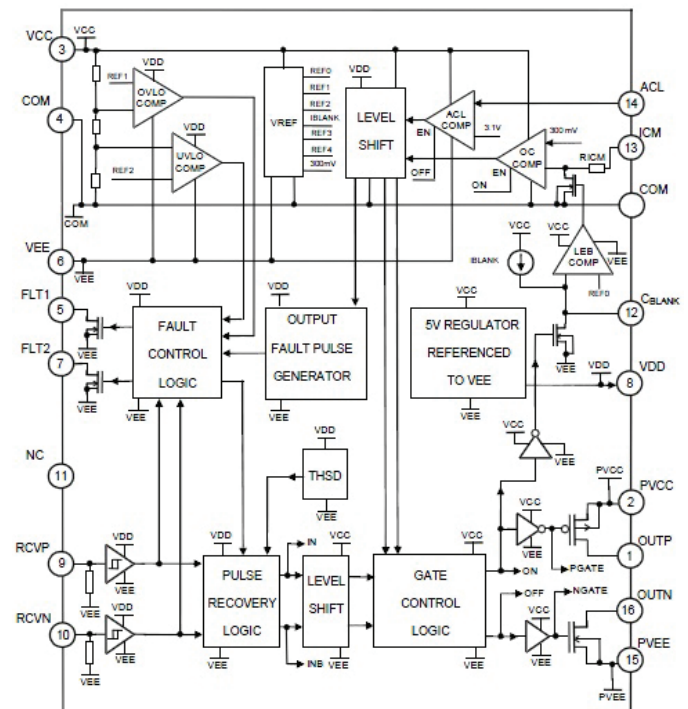 VCC
3
VCC
COM
4
REF1
VDD
OVLO
COMP
VDD
UVLO
COMP
REF2
COM
VREF
REF0
REF1
REF2
IBLANK
REF3
REF4
300mV
VDD
LEVEL
SHIFT
ACL
COMP
EN
3.1V
OFF
OC
COMP
300 mV
EN
ON
RICM
ACL
14
ICM
13
COM
VEE
6
VEE
VCC
IBLANK
VCC
LEB
COMP
VEE
REF0
CBLANK
12
VEE
FLT1
5
VEE
FLT2
7
VEE
VDD
FAULT
CONTROL
LOGIC
VEE
VDD
OUTPUT
FAULT PULSE
GENERATOR
VEE
VCC
5V REGULATOR
REFERENCED
TO VEE
VEE
VDD
VDD
8
NC
11
VDD
THSD
VEE
VCC
VEE
PVCC
PVCC
2
VCC
VEE
PGATE
OUTP
1
ON
RCVP
9
VEE
VDD
VEE
RCVN
10
VEE
VDD
VEE
VDD
PULSE
RECOVERY
LOGIC
VEE
IN
INB
VCC
LEVEL
SHIFT
VEE
VCC
GATE
CONTROL
LOGIC
VEE
OFF
VCC
VEE
NGATE
OUTN
16
PVEE
15
PVEE